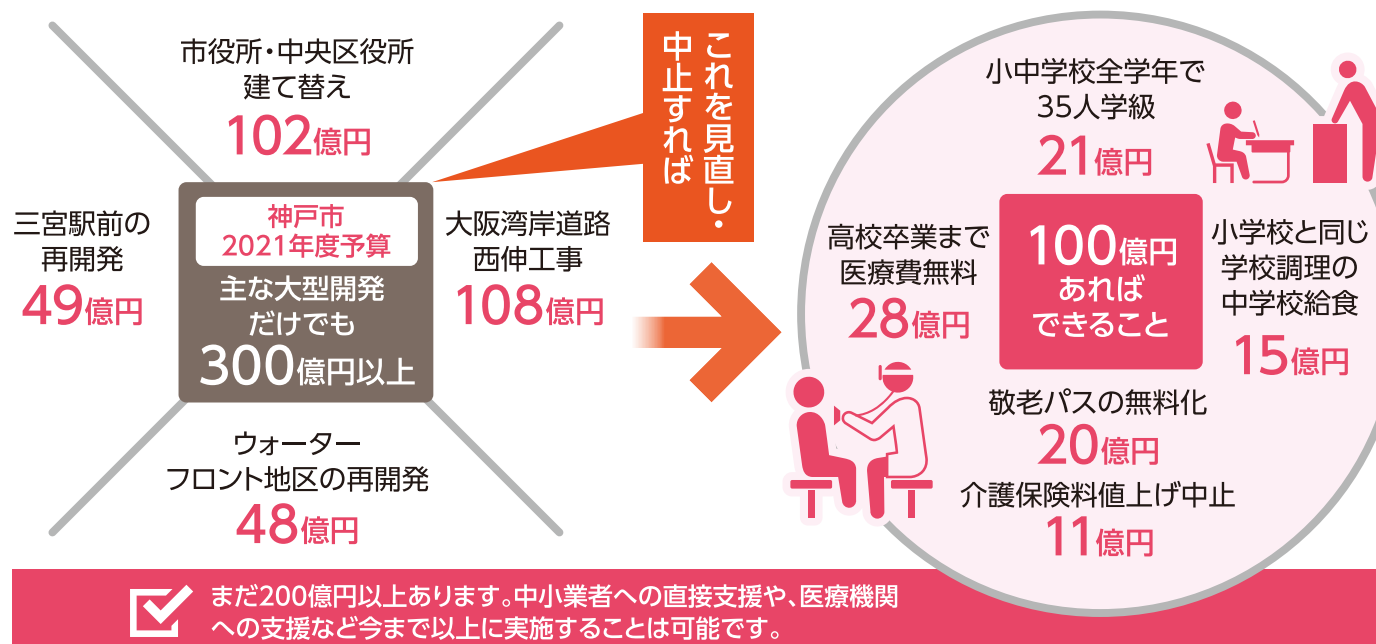 市役所・中央区役所
建て替え
102億円
三宮駅前の
再開発
49億円
神戸市
2021年度予算
主な大型開発
だけでも
300億円以上
大阪湾岸道路
西伸工事
108億円
ウォーター
フロント地区の再開発
48億円
これを見直し・
中止すれば
小中学校全学年で
35人学級
21億円
高校卒業まで
医療費無料
28億円
100億円
あれば
できること
小学校と同じ
学校調理の
中学校給食
15億円
敬老パスの無料化
20億円
介護保険料値上げ中止
11億円
まだ200億円以上あります。中小業者への直接支援や、医療機関
への支援など今まで以上に実施することは可能です。